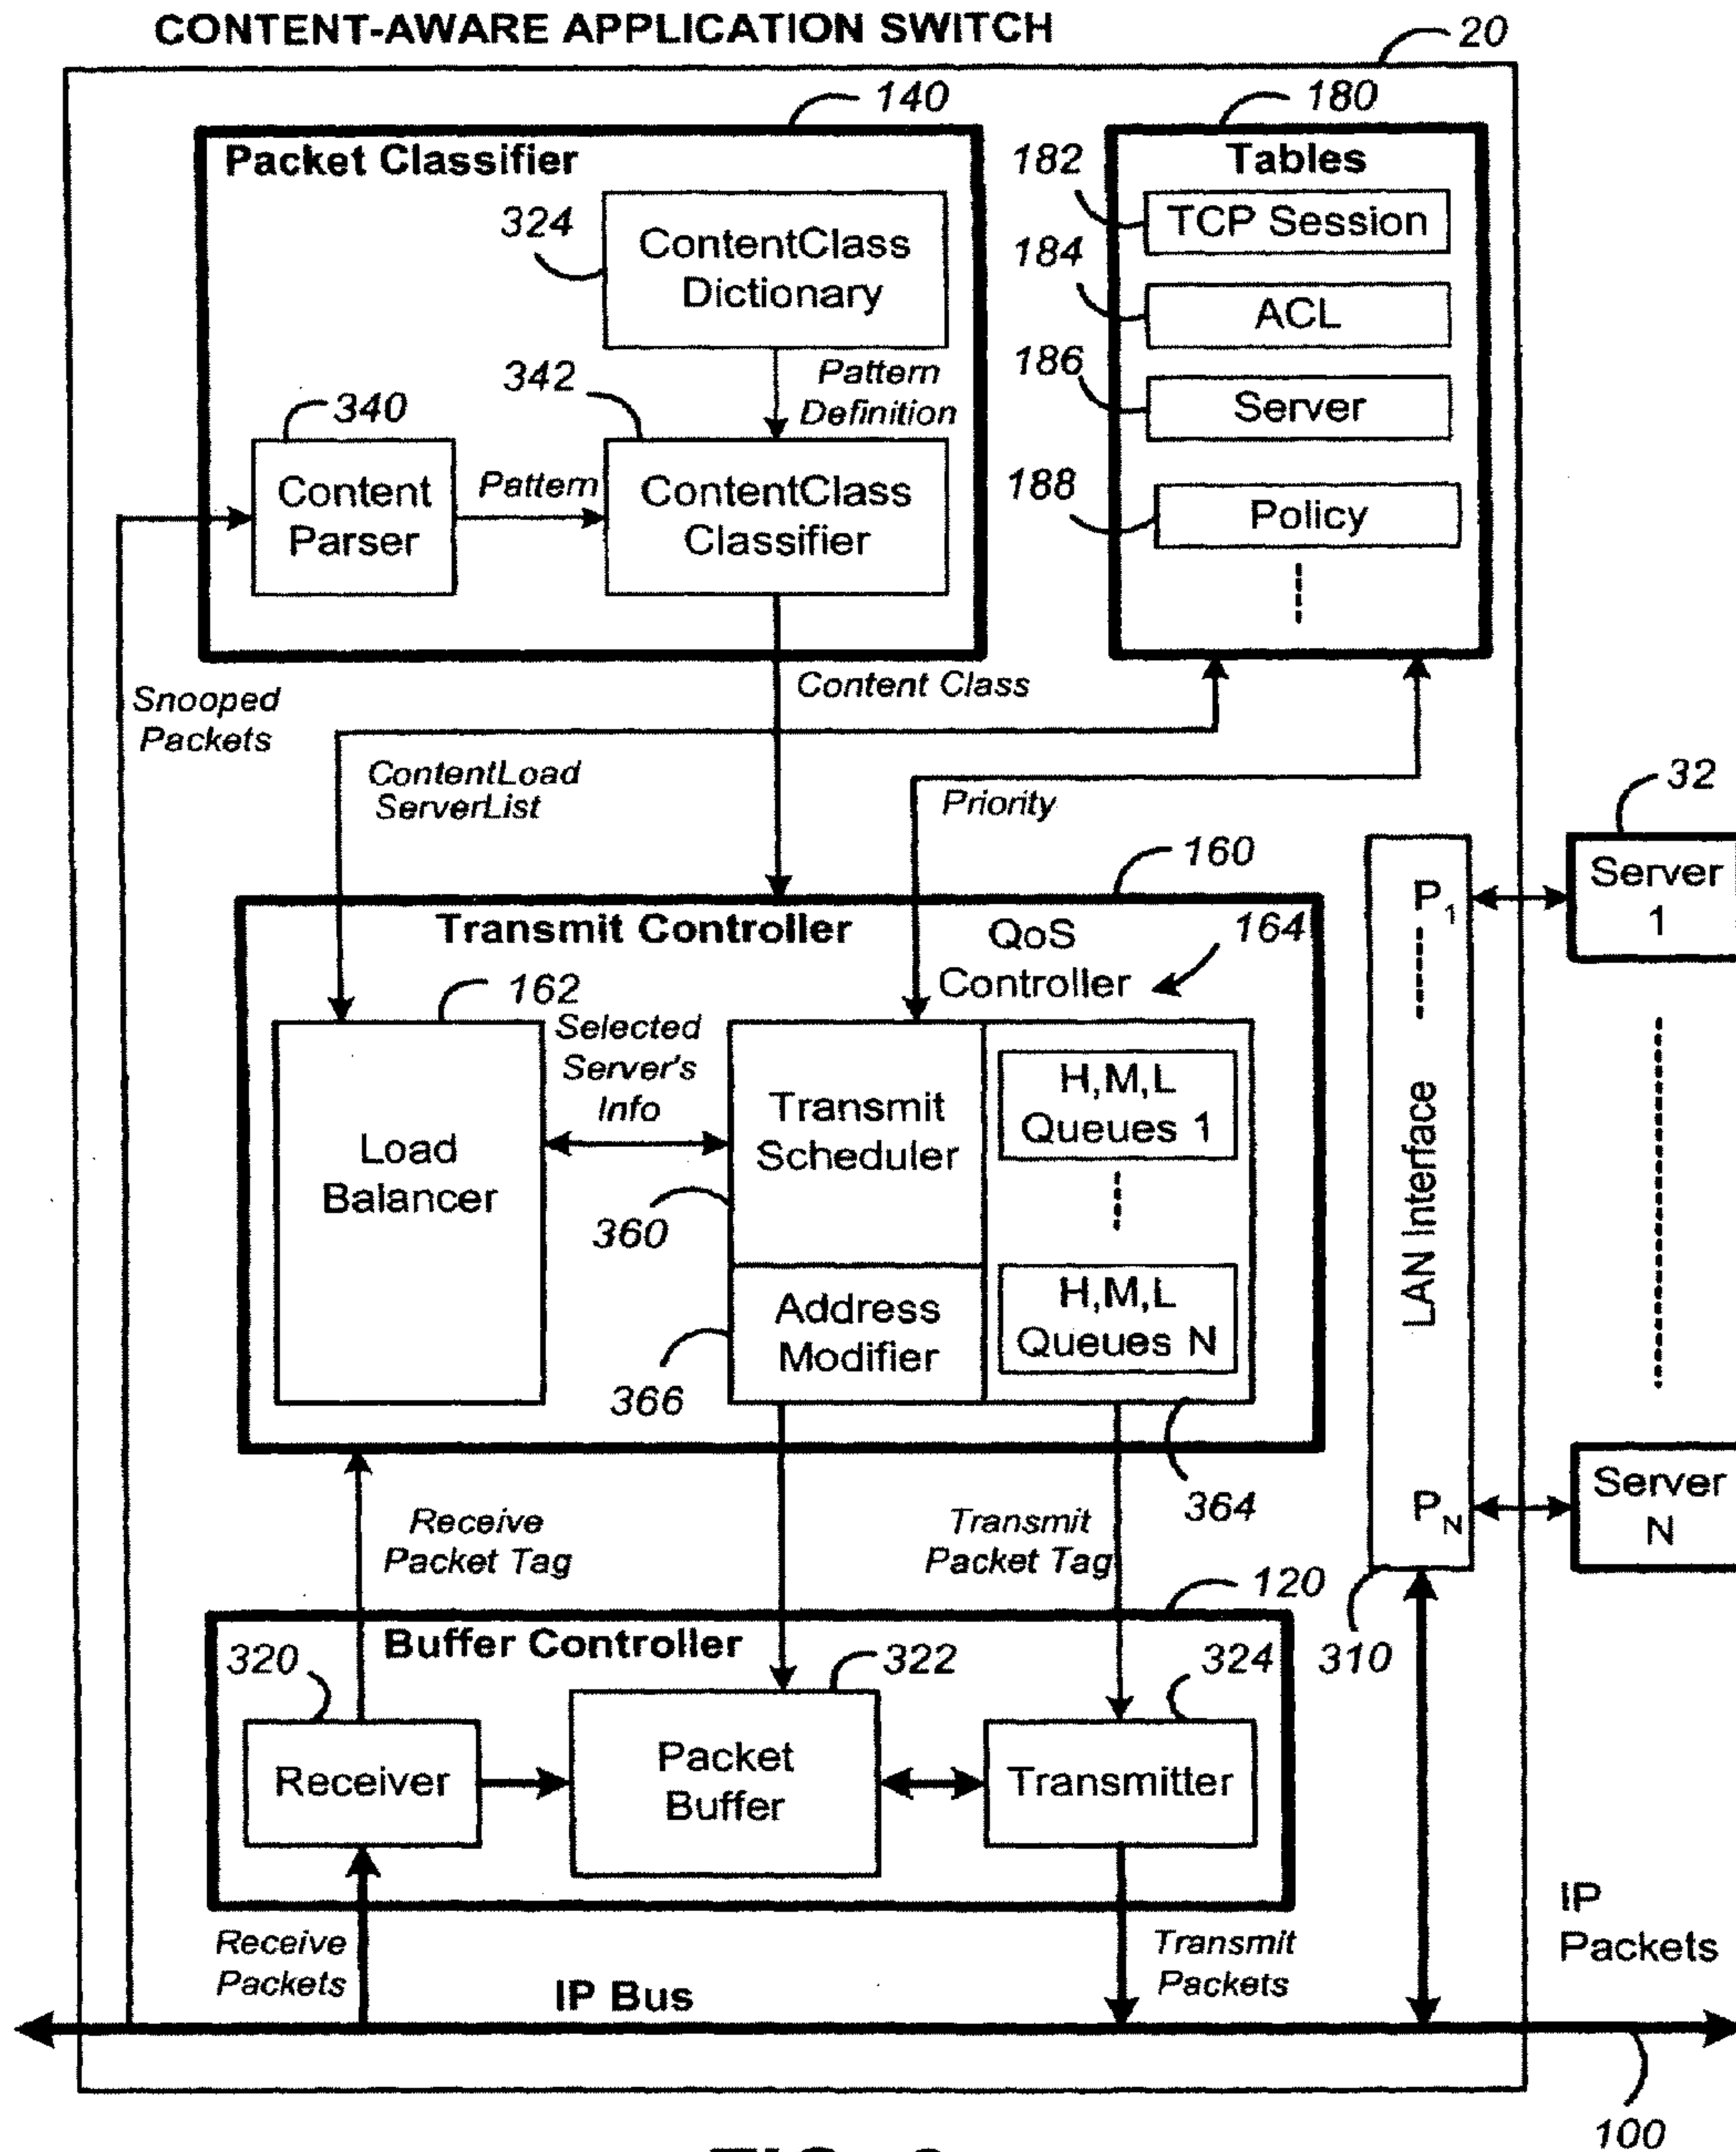 CONTENT-AWARE APPLICATION SWITCH
20
140
180
Packet Classifier
Tables
182
TCP Session
324
ContentClass
Dictionary
184
ACL
186
Server
342
Pattern
Definition
340
Content
Parser
Pattern
ContentClass
Classifier
188
Policy
Snooped
Packets
Content Class
ContentLoad
ServerList
Priority
32
Server
1
160
Transmit Controller
QoS
Controller
164
P1
162
Selected
Server's
Info
Load
Balancer
Transmit
Scheduler
H,M,L
Queues 1
360
LAN Interface
Address
Modifier
H,M,L
Queues N
366
364
PN
Server
N
Receive
Packet Tag
Transmit
Packet Tag
120
310
Buffer Controller
320
322
324
Receiver
Packet
Buffer
Transmitter
Receive
Packets
IP Bus
Transmit
Packets
IP
Packets
100